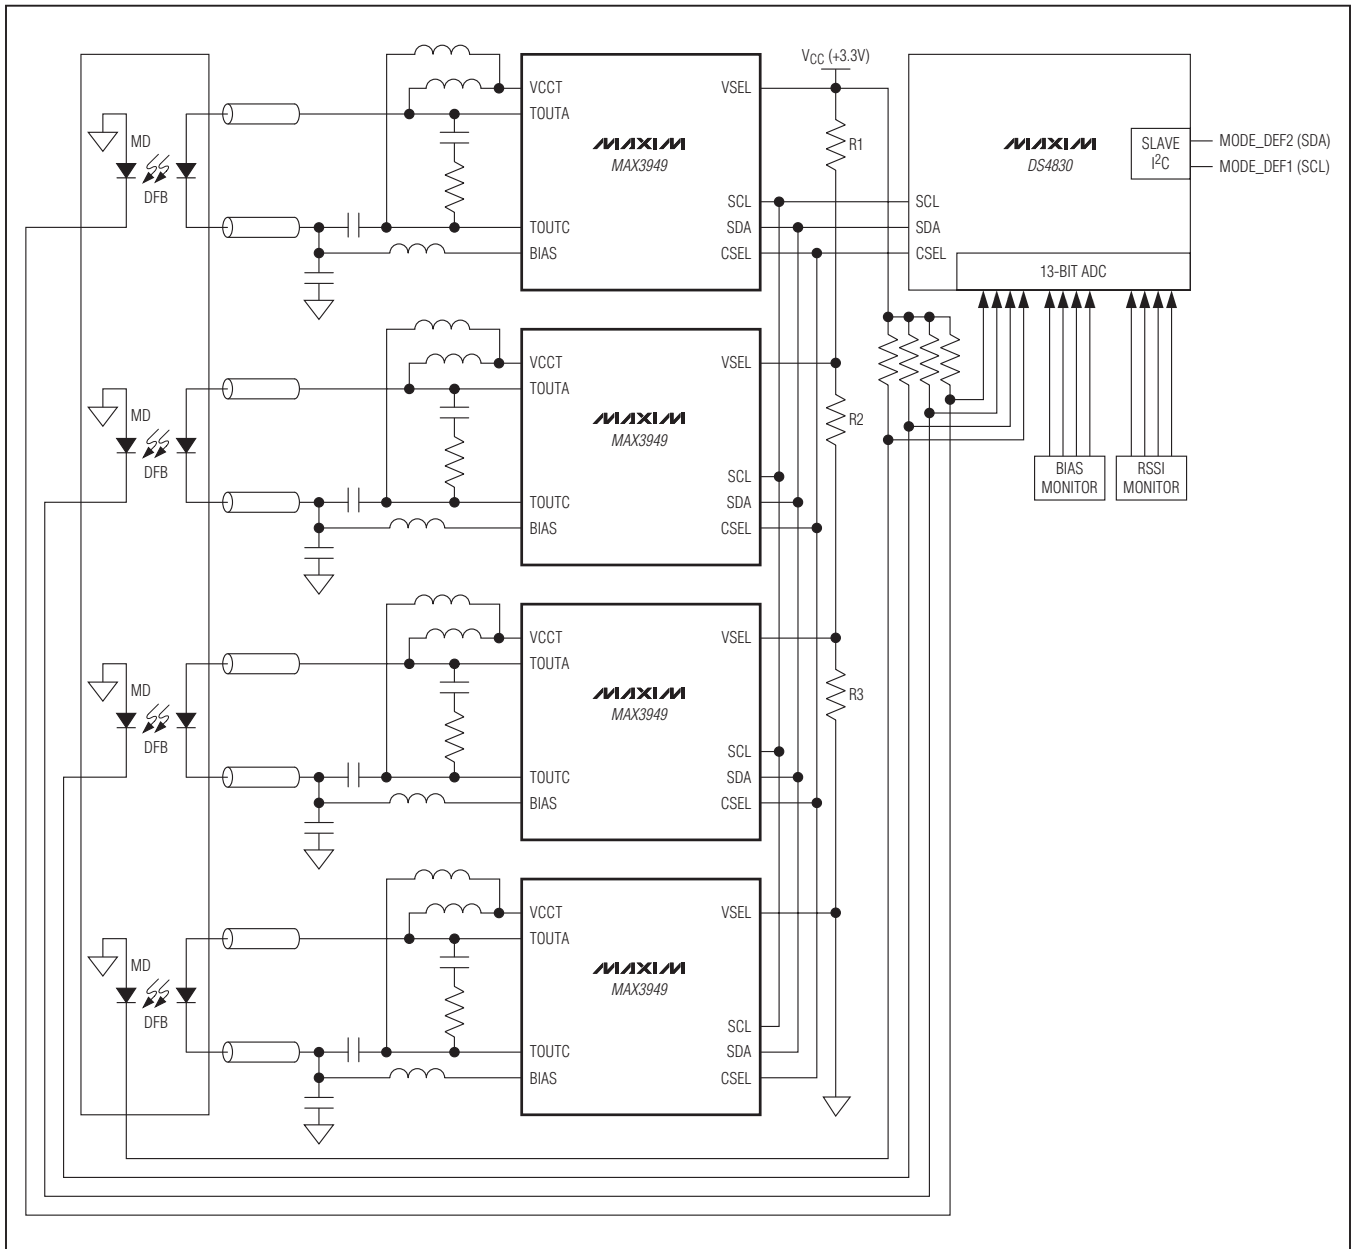 VCC (+3.3V)
VCCT
VSEL
TOUTA
MD
DFB
MAXIM
MAX3949
R1
SCL
TOUTC
SDA
BIAS
CSEL
MAXIM
DS4830
SLAVE
I2C
MODE_DEF2 (SDA)
MODE_DEF1 (SCL)
SCL
SDA
CSEL
13-BIT ADC
VCCT
VSEL
TOUTA
MD
DFB
MAXIM
MAX3949
R2
SCL
TOUTC
SDA
BIAS
CSEL
BIAS
MONITOR
RSSI
MONITOR
VCCT
VSEL
TOUTA
MD
DFB
MAXIM
MAX3949
R3
SCL
TOUTC
SDA
BIAS
CSEL
VCCT
VSEL
TOUTA
MD
DFB
MAXIM
MAX3949
SCL
TOUTC
SDA
BIAS
CSEL